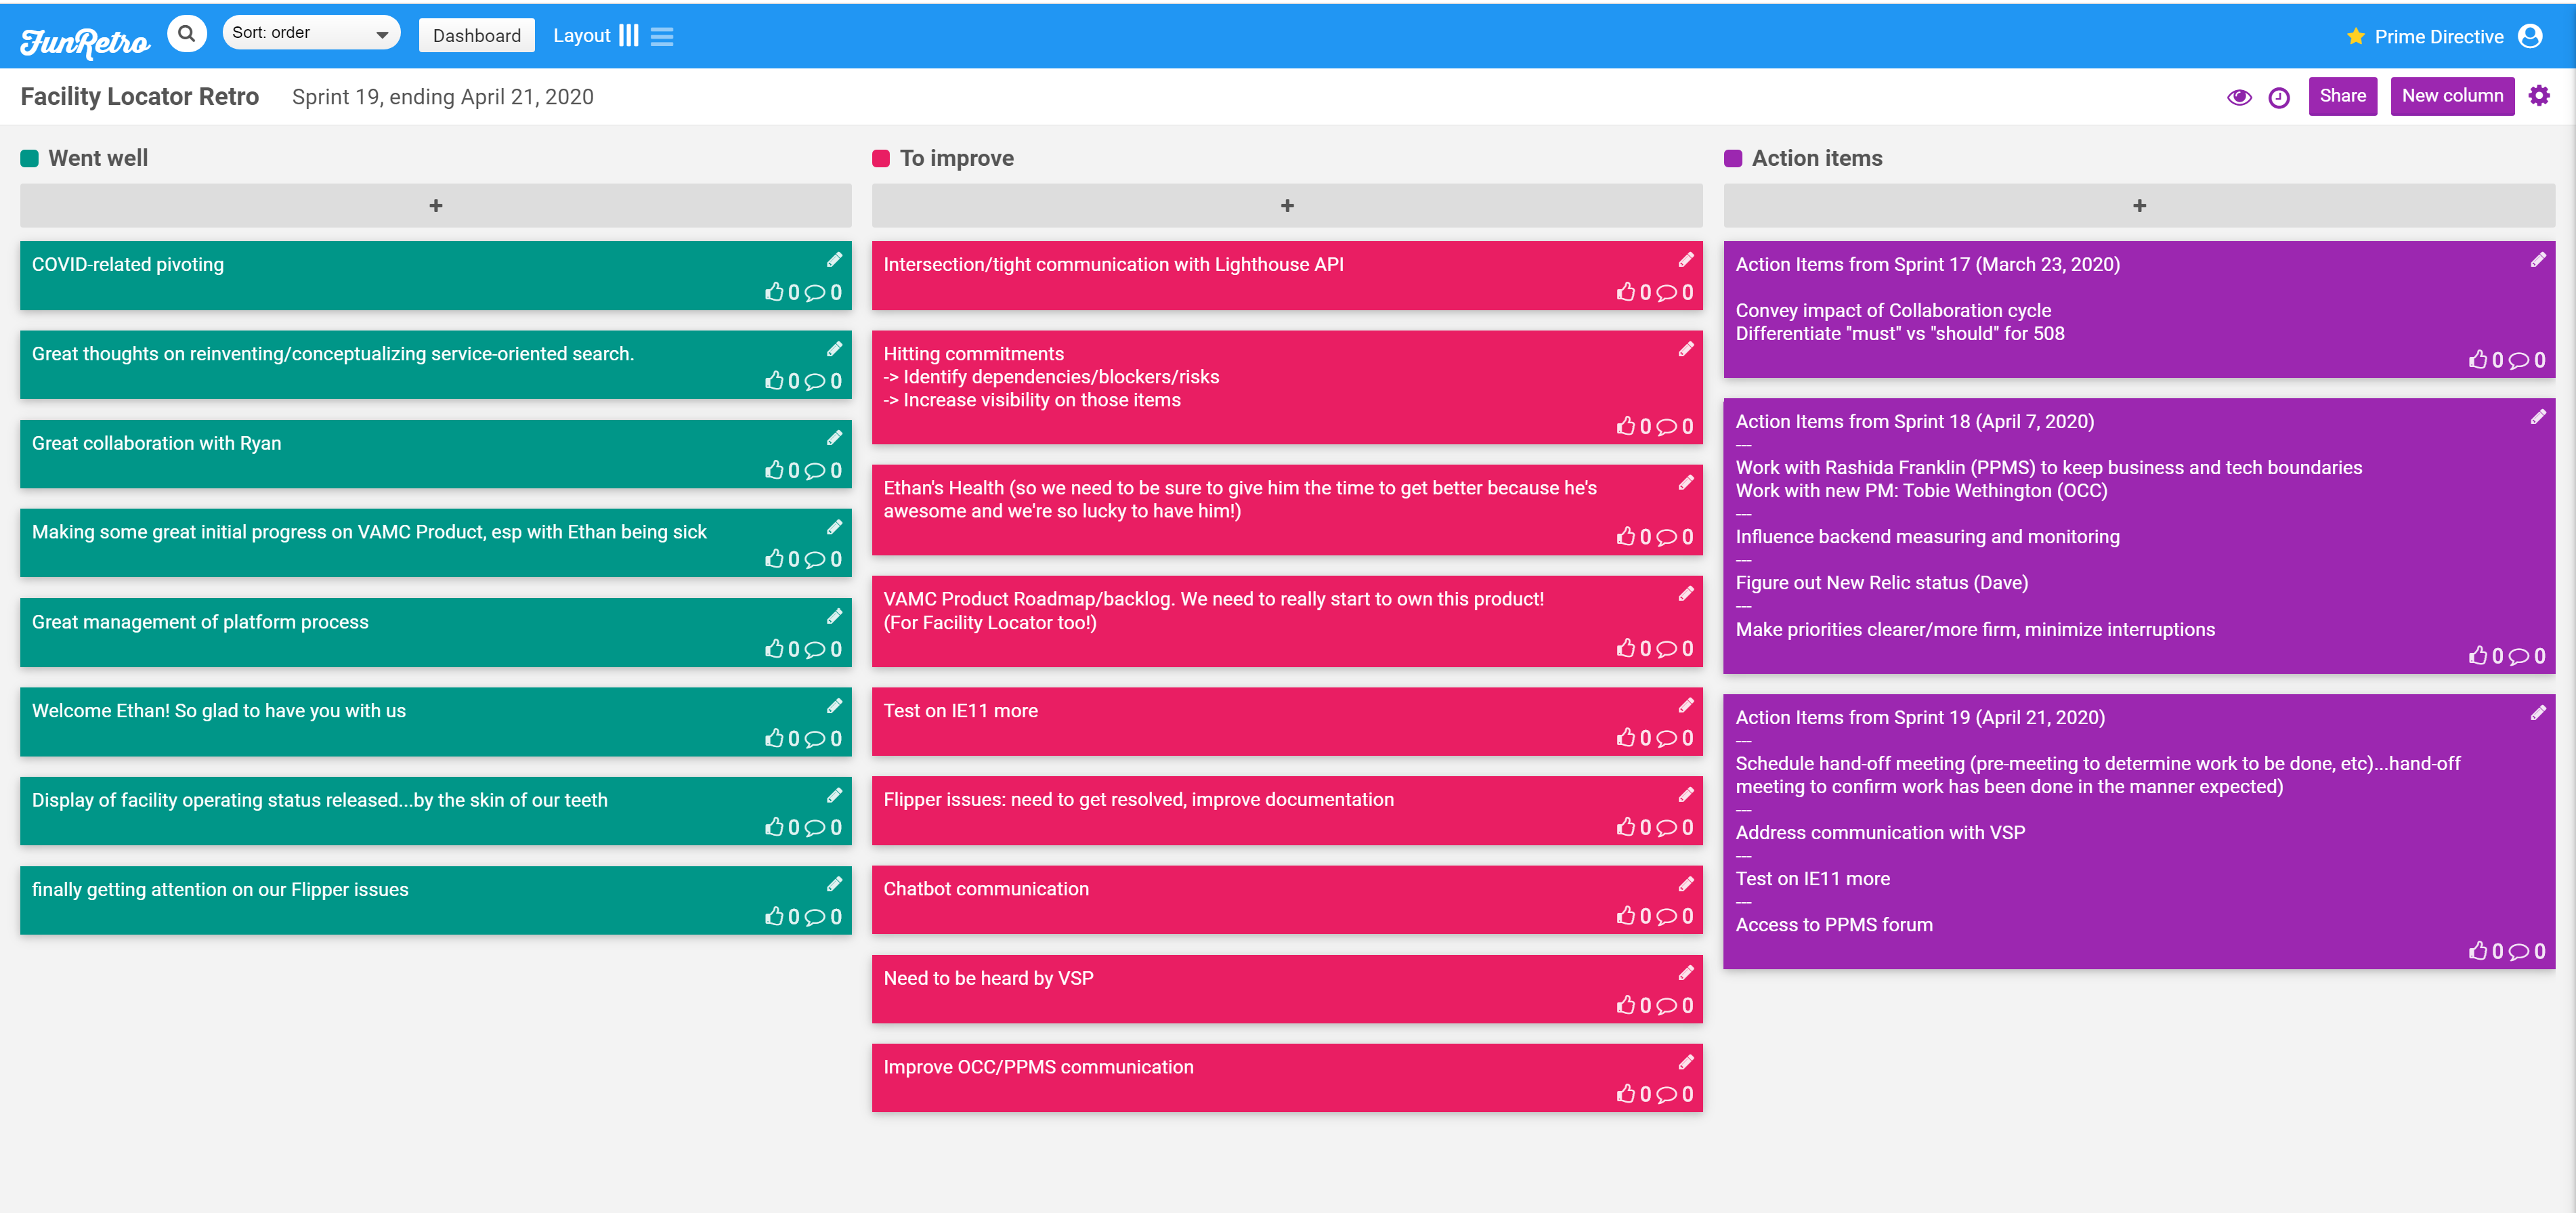 FunRetro
Sort: order
Dashboard
Layout
Prime Directive
Facility Locator Retro
Sprint 19, ending April 21, 2020
Share
New column
Went well
+
COVID-related pivoting
0 0
Great thoughts on reinventing/conceptualizing service-oriented search.
0 0
Great collaboration with Ryan
0 0
Making some great initial progress on VAMC Product, esp with Ethan being sick
0 0
Great management of platform process
0 0
Welcome Ethan! So glad to have you with us
0 0
Display of facility operating status released...by the skin of our teeth
0 0
finally getting attention on our Flipper issues
0 0
To improve
+
Intersection/tight communication with Lighthouse API
0 0
Hitting commitments
-> Identify dependencies/blockers/risks
-> Increase visibility on those items
0 0
Ethan's Health (so we need to be sure to give him the time to get better because he's
awesome and we're so lucky to have him!)
0 0
VAMC Product Roadmap/backlog. We need to really start to own this product!
(For Facility Locator too!)
0 0
Test on IE11 more
0 0
Flipper issues: need to get resolved, improve documentation
0 0
Chatbot communication
0 0
Need to be heard by VSP
0 0
Improve OCC/PPMS communication
0 0
Action items
+
Action Items from Sprint 17 (March 23, 2020)
Convey impact of Collaboration cycle
Differentiate "must" vs "should" for 508
0 0
Action Items from Sprint 18 (April 7, 2020)
---
Work with Rashida Franklin (PPMS) to keep business and tech boundaries
Work with new PM: Tobie Wethington (OCC)
---
Influence backend measuring and monitoring
---
Figure out New Relic status (Dave)
---
Make priorities clearer/more firm, minimize interruptions
0 0
Action Items from Sprint 19 (April 21, 2020)
---
Schedule hand-off meeting (pre-meeting to determine work to be done, etc)...hand-off
meeting to confirm work has been done in the manner expected)
---
Address communication with VSP
---
Test on IE11 more
---
Access to PPMS forum
0 0